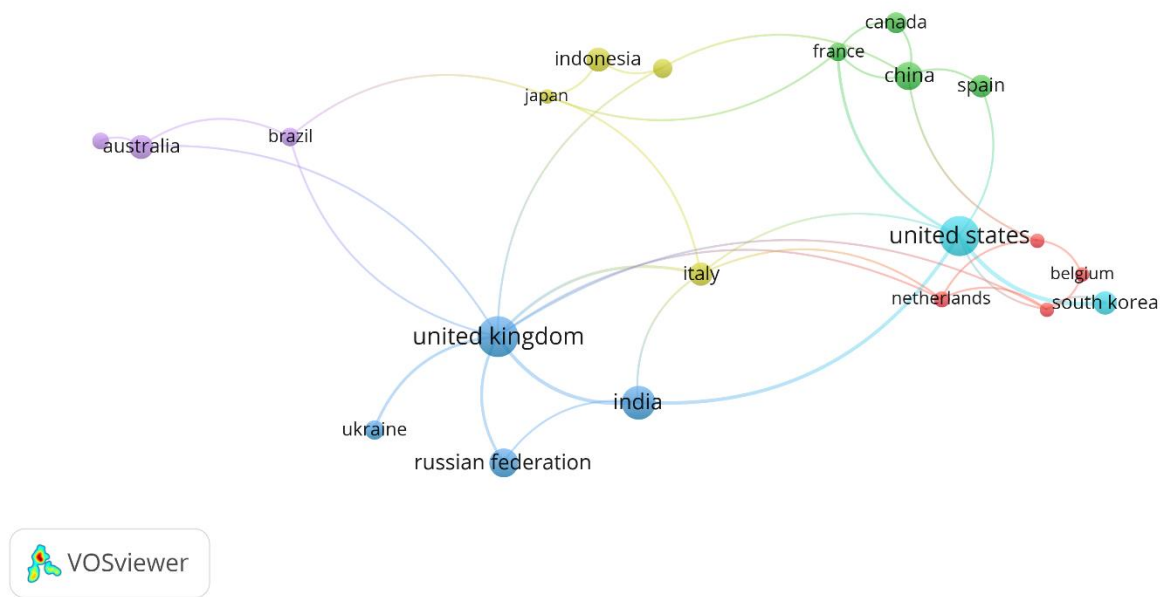 canada
france
indonesia
china
spain
japan
brazil
australia
united states
italy
belgium
netherlands
south korea
united kingdom
india
ukraine
russian federation
VOSviewer